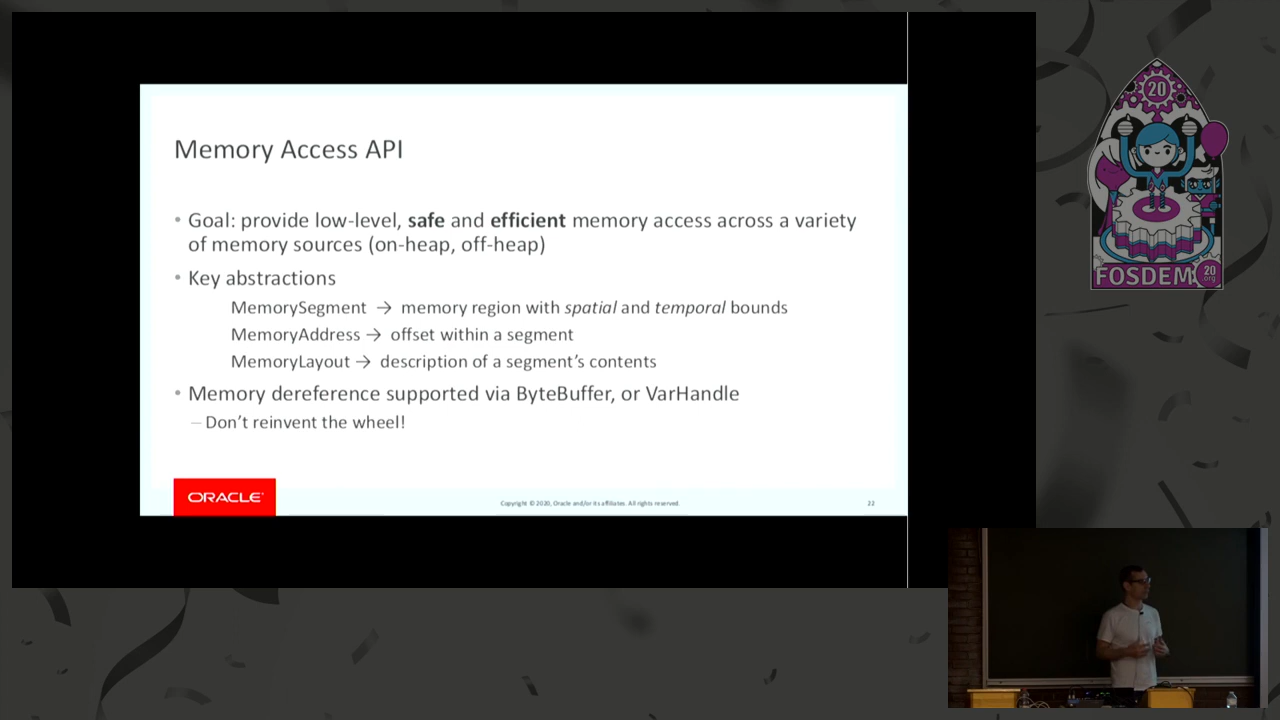 Memory Access API
• Goal: provide low-level, safe and efficient memory access across a variety
of memory sources (on-heap, off-heap)
• Key abstractions
MemorySegment → memory region with spatial and temporal bounds
MemoryAddress → offset within a segment
MemoryLayout → description of a segment's contents
• Memory dereference supported via ByteBuffer, or VarHandle
– Don't reinvent the wheel!
ORACLE
Copyright © 2020, Oracle and/or its affiliates. All rights reserved.
22
20
FOSDEM
20
.org